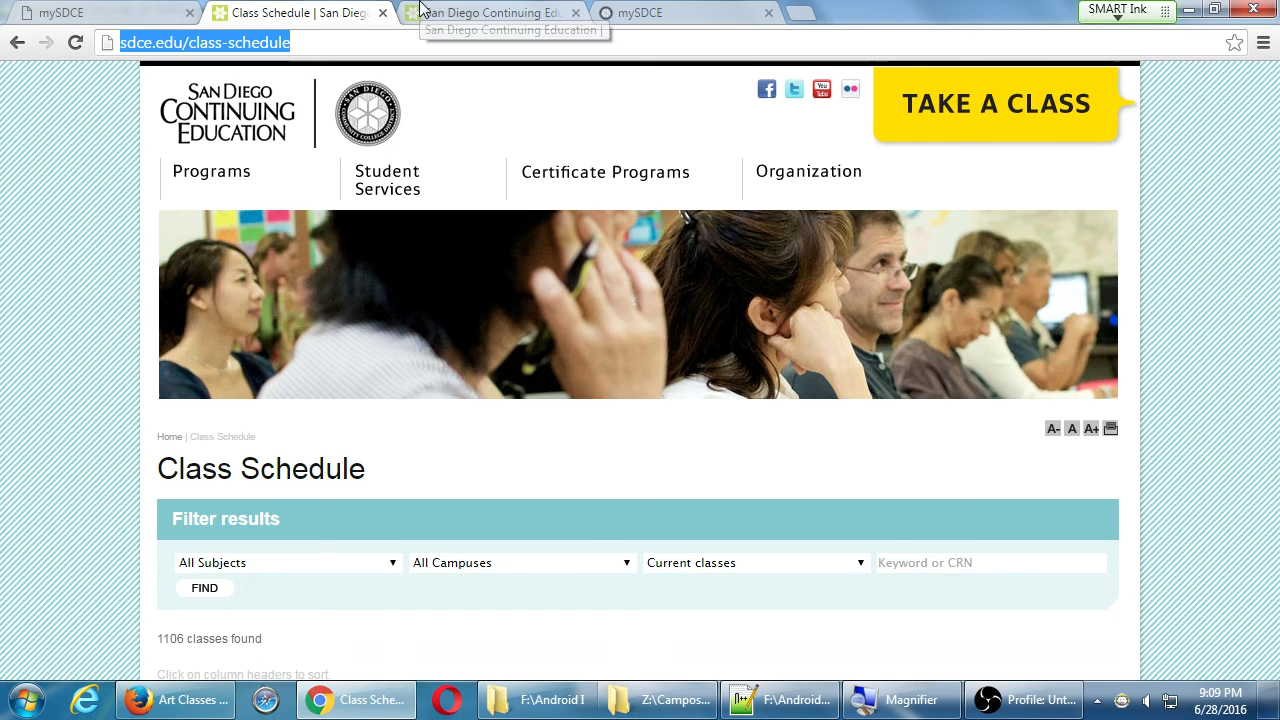 mySDCE
Class Schedule | San Dieg
San Diego Continuing Edu
mySDCE
SMART Ink
San Diego Continuing Education |
sdce.edu/class-schedule
SAN DIEGO
CONTINUING
EDUCATION
TAKE A CLASS
Programs
Student
Services
Certificate Programs
Organization
A- A A+
Home | Class Schedule
Class Schedule
Filter results
All Subjects
All Campuses
Current classes
Keyword or CRN
FIND
1106 classes found
Click on column headers to sort.
Art Classes ...
Class Sche...
F:\Android I
Z:\Campos...
F:\Android...
Magnifier
Profile: Unt...
9:09 PM
6/28/2016